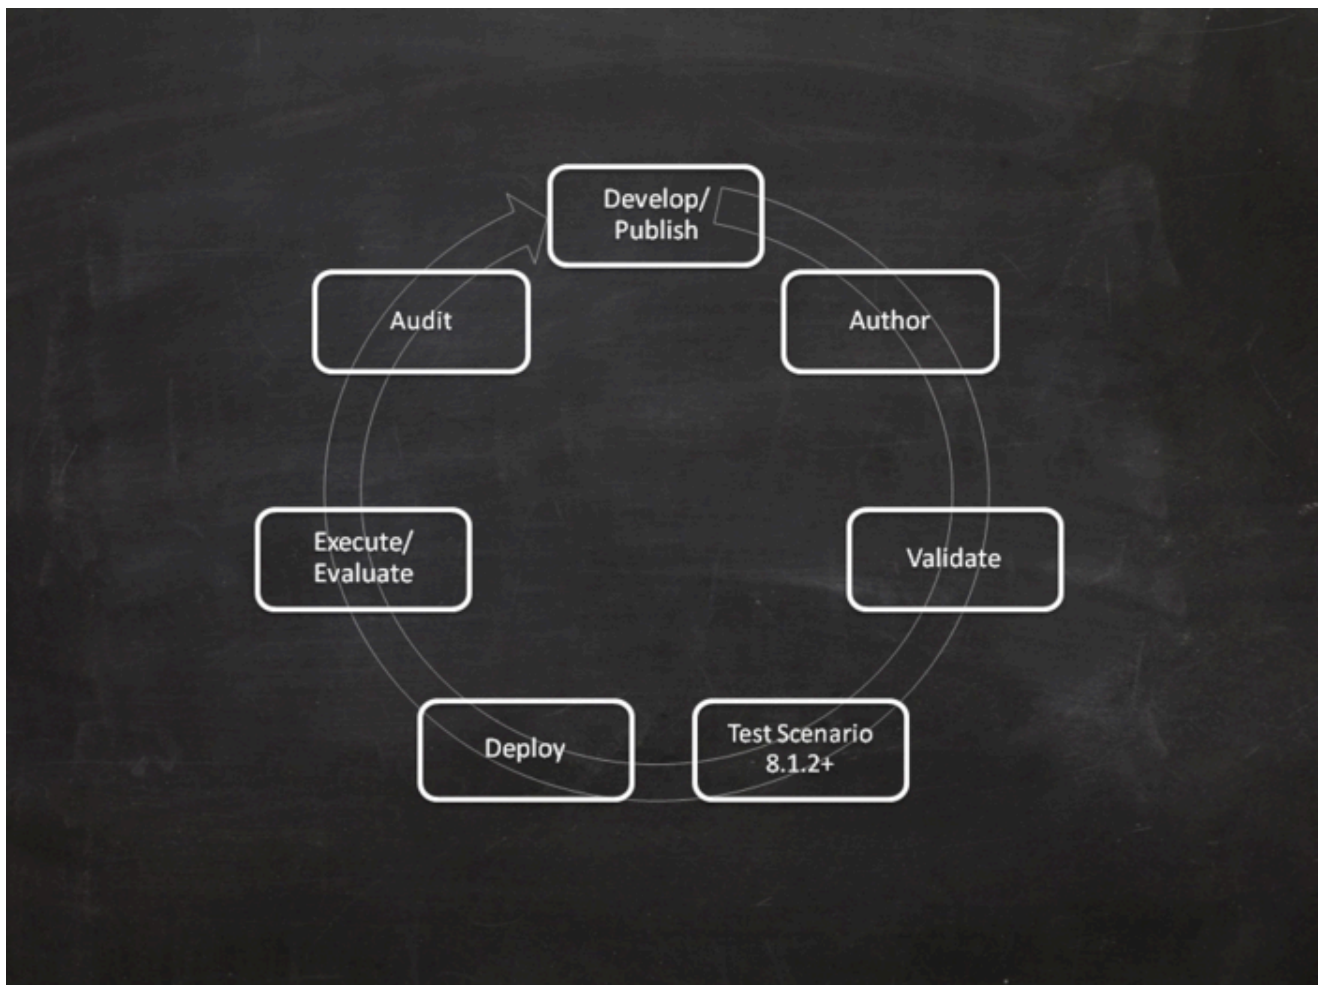 Develop/
Publish
Author
Validate
Test Scenario
8.1.2+
Deploy
Execute/
Evaluate
Audit